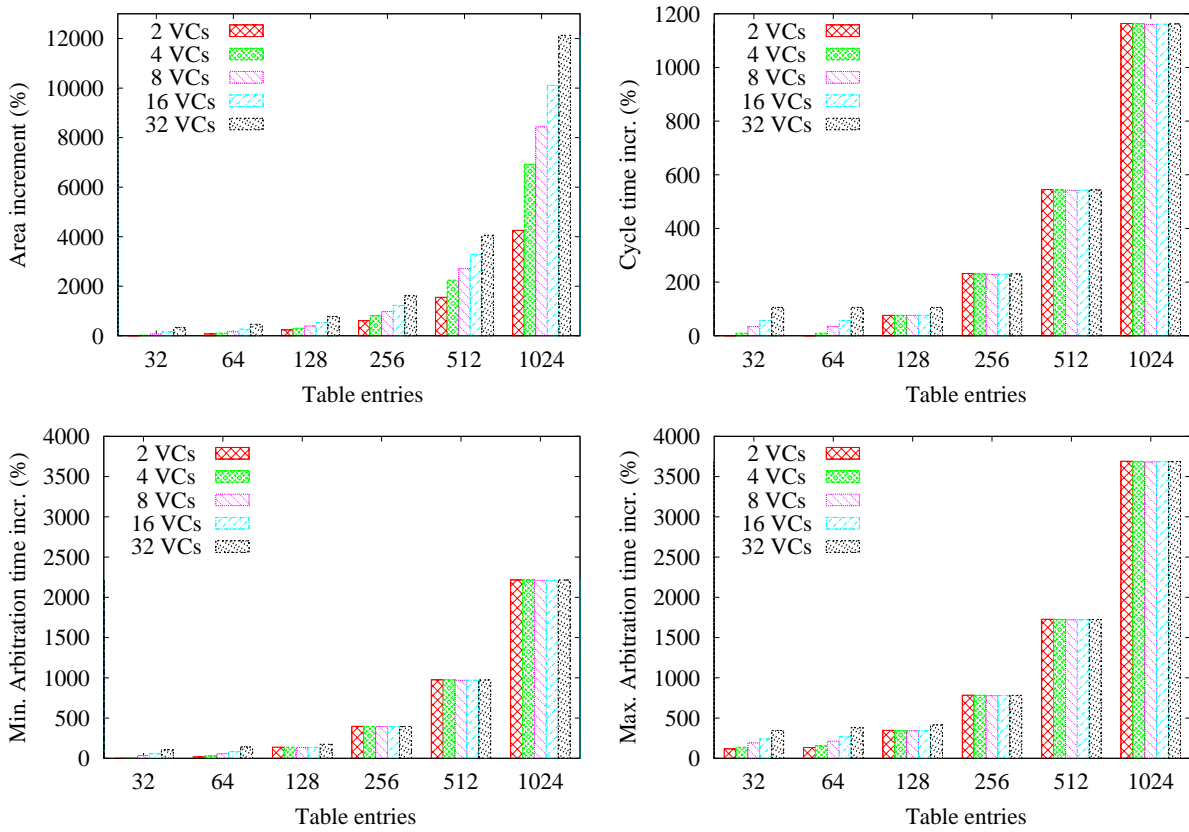 Area increment (%)
12000
10000
8000
6000
4000
2000
0
2 VCs
4 VCs
8 VCs
16 VCs
32 VCs
32 64 128 256 512 1024
Table entries
Cycle time incr. (%)
1200
1000
800
600
400
200
0
2 VCs
4 VCs
8 VCs
16 VCs
32 VCs
32 64 128 256 512 1024
Table entries
Min. Arbitration time incr. (%)
4000
3500
3000
2500
2000
1500
1000
500
0
2 VCs
4 VCs
8 VCs
16 VCs
32 VCs
32 64 128 256 512 1024
Table entries
Max. Arbitration time incr. (%)
4000
3500
3000
2500
2000
1500
1000
500
0
2 VCs
4 VCs
8 VCs
16 VCs
32 VCs
32 64 128 256 512 1024
Table entries